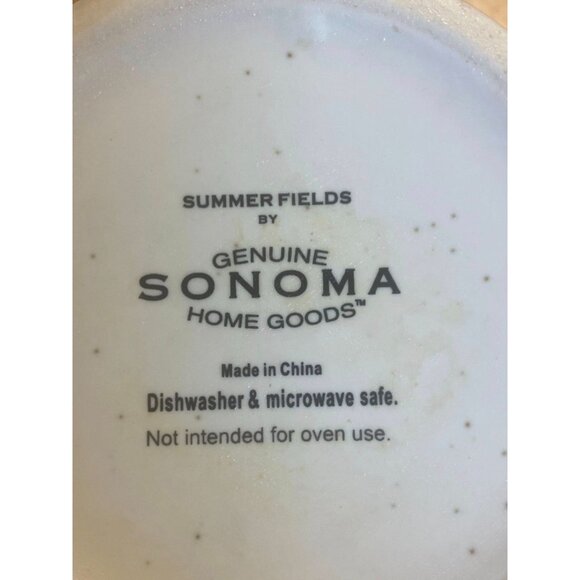 SUMMER FIELDS
BY
GENUINE
SONOMA
HOME GOODS™
Made in China
Dishwasher & microwave safe.
Not intended for oven use.